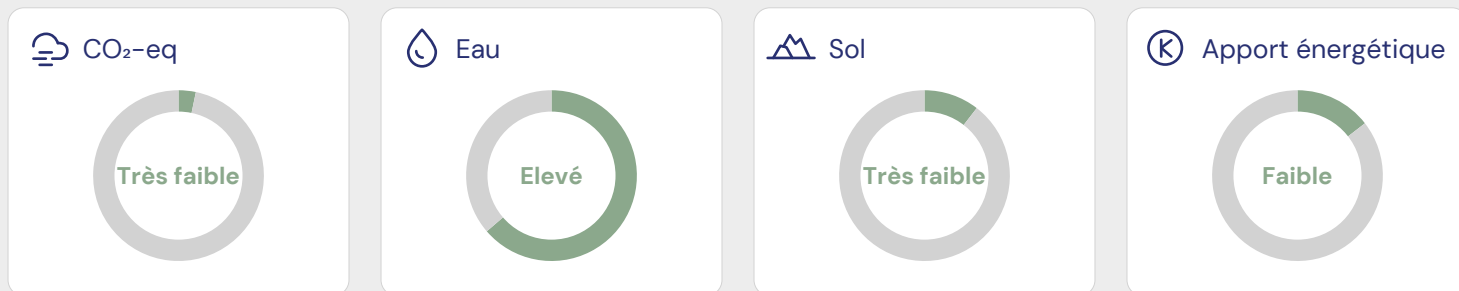 CO₂-eq
Très faible
Eau
Elevé
Sol
Très faible
Apport énergétique
Faible